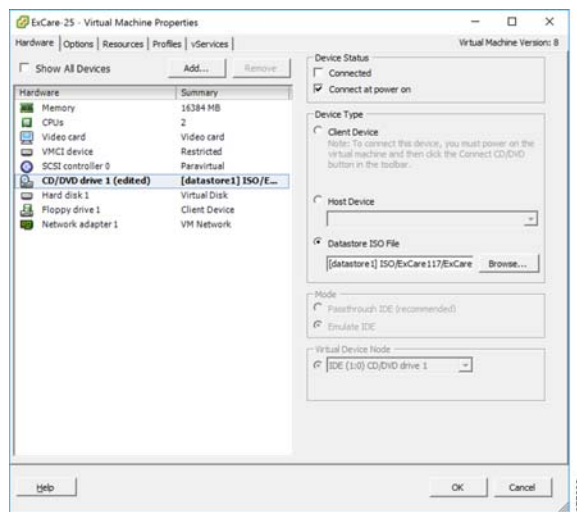 ExCare-25 - Virtual Machine Properties
Hardware Options Resources Profiles vServices Virtual Machine Version: 8
Show All Devices Add... Remove
Hardware Summary
Memory 16384 MB
CPUs 2
Video card Video card
VMCI device Restricted
SCSI controller 0 Paravirtual
CD/DVD drive 1 (edited) [datastore1] ISO/E...
Hard disk 1 Virtual Disk
Floppy drive 1 Client Device
Network adapter 1 VM Network
Device Status
Connected
Connect at power on
Device Type
Client Device
Note: To connect this device, you must power on the
virtual machine and then click the Connect CD/DVD
button in the toolbar.
Host Device
Datastore ISO File
[datastore1] ISO/ExCare117/ExCare Browse...
Mode
Passthrough IDE (recommended)
Emulate IDE
Virtual Device Node
IDE (1:0) CD/DVD drive 1
Help OK Cancel